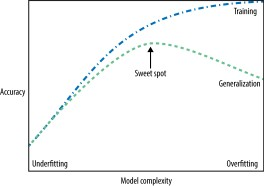 Training
Generalization
Sweet spot
Accuracy
Underfitting
Overfitting
Model complexity